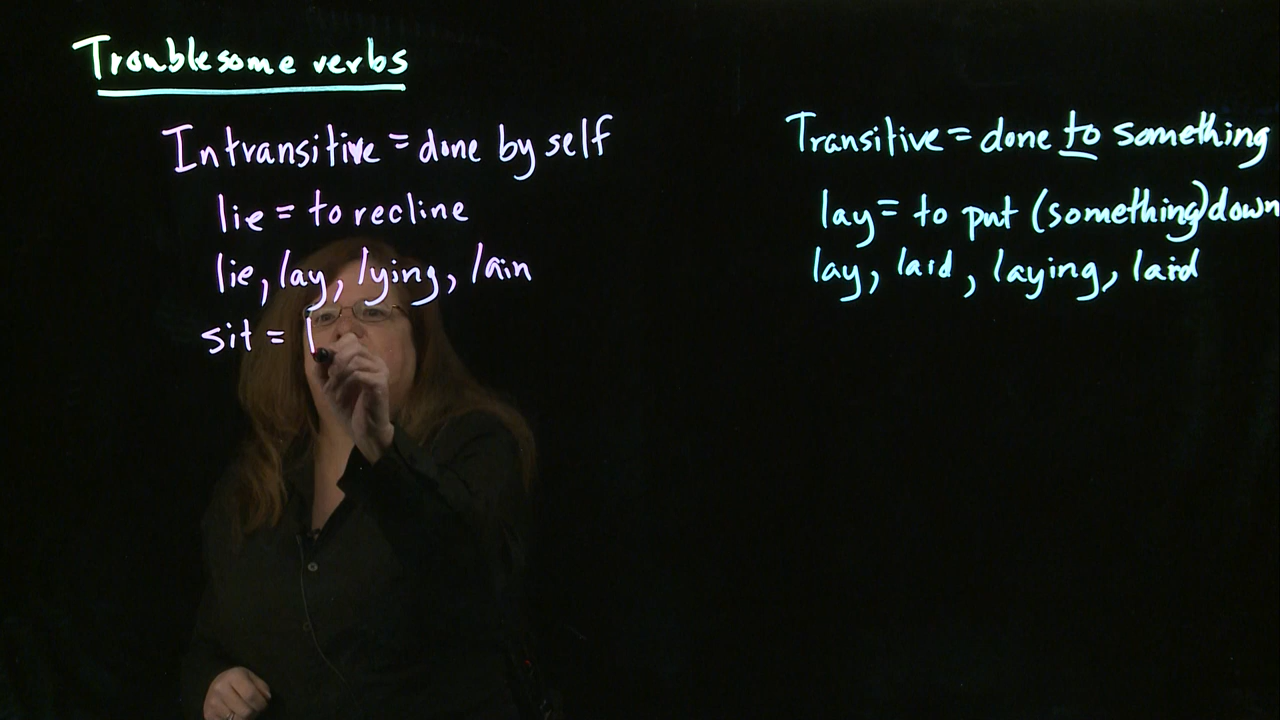 Troublesome verbs
Intransitive = done by self
lie = to recline
lie, lay, lying, lain
sit =
Transitive = done to something
lay = to put (something) down
lay, laid, laying, laid